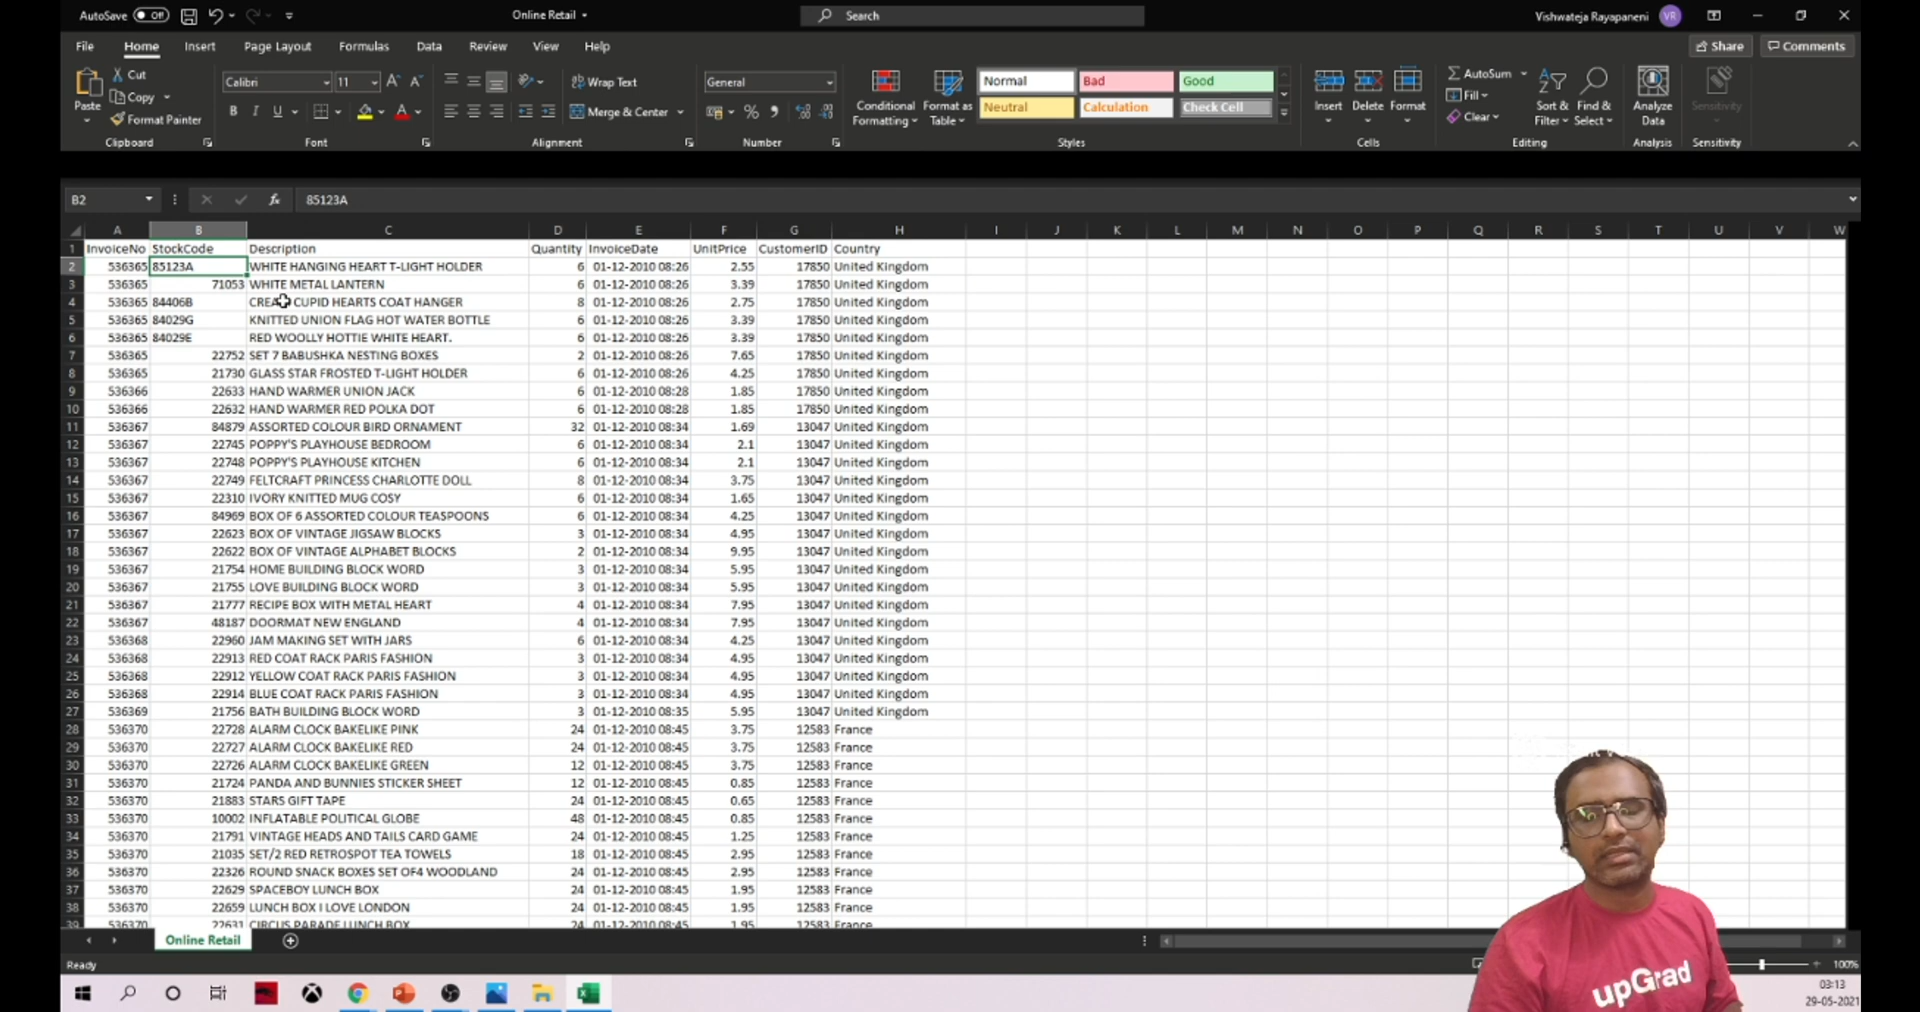 AutoSave Off Online Retail Search Vishwateja Rayapaneni VR
File Home Insert Page Layout Formulas Data Review View Help Share Comments
Paste Cut Copy Format Painter Clipboard
Calibri 11 B I U Font
Wrap Text Merge & Center Alignment
General Number
Conditional Formatting Format as Table
Normal Bad Good
Neutral Calculation Check Cell
Styles
Insert Delete Format Cells
AutoSum Fill Clear Sort & Filter Find & Select Editing
Analyze Data Analysis
Sensitivity Sensitivity
B2 fx 85123A
A B C D E F G H I J K L M N O P Q R S T U V W
1 InvoiceNo StockCode Description Quantity InvoiceDate UnitPrice CustomerID Country
2 536365 85123A WHITE HANGING HEART T-LIGHT HOLDER 6 01-12-2010 08:26 2.55 17850 United Kingdom
3 536365 71053 WHITE METAL LANTERN 6 01-12-2010 08:26 3.39 17850 United Kingdom
4 536365 84406B CUPID HEARTS COAT HANGER 8 01-12-2010 08:26 2.75 17850 United Kingdom
5 536365 84029G KNITTED UNION FLAG HOT WATER BOTTLE 6 01-12-2010 08:26 3.39 17850 United Kingdom
6 536365 84029E RED WOOLLY HOTTIE WHITE HEART. 6 01-12-2010 08:26 3.39 17850 United Kingdom
7 536365 22752 SET 7 BABUSHKA NESTING BOXES 2 01-12-2010 08:26 7.65 17850 United Kingdom
8 536365 21730 GLASS STAR FROSTED T-LIGHT HOLDER 6 01-12-2010 08:26 4.25 17850 United Kingdom
9 536366 22633 HAND WARMER UNION JACK 6 01-12-2010 08:28 1.85 17850 United Kingdom
10 536366 22632 HAND WARMER RED POLKA DOT 6 01-12-2010 08:28 1.85 17850 United Kingdom
11 536367 84879 ASSORTED COLOUR BIRD ORNAMENT 32 01-12-2010 08:34 1.69 13047 United Kingdom
12 536367 22745 POPPY'S PLAYHOUSE BEDROOM 6 01-12-2010 08:34 2.1 13047 United Kingdom
13 536367 22748 POPPY'S PLAYHOUSE KITCHEN 6 01-12-2010 08:34 2.1 13047 United Kingdom
14 536367 22749 FELTCRAFT PRINCESS CHARLOTTE DOLL 8 01-12-2010 08:34 3.75 13047 United Kingdom
15 536367 22310 IVORY KNITTED MUG COSY 6 01-12-2010 08:34 1.65 13047 United Kingdom
16 536367 84969 BOX OF 6 ASSORTED COLOUR TEASPOONS 6 01-12-2010 08:34 4.25 13047 United Kingdom
17 536367 22623 BOX OF VINTAGE JIGSAW BLOCKS 3 01-12-2010 08:34 4.95 13047 United Kingdom
18 536367 22622 BOX OF VINTAGE ALPHABET BLOCKS 2 01-12-2010 08:34 9.95 13047 United Kingdom
19 536367 21754 HOME BUILDING BLOCK WORD 3 01-12-2010 08:34 5.95 13047 United Kingdom
20 536367 21755 LOVE BUILDING BLOCK WORD 3 01-12-2010 08:34 5.95 13047 United Kingdom
21 536367 21777 RECIPE BOX WITH METAL HEART 4 01-12-2010 08:34 7.95 13047 United Kingdom
22 536367 48187 DOORMAT NEW ENGLAND 4 01-12-2010 08:34 7.95 13047 United Kingdom
23 536368 22960 JAM MAKING SET WITH JARS 6 01-12-2010 08:34 4.25 13047 United Kingdom
24 536368 22913 RED COAT RACK PARIS FASHION 3 01-12-2010 08:34 4.95 13047 United Kingdom
25 536368 22912 YELLOW COAT RACK PARIS FASHION 3 01-12-2010 08:34 4.95 13047 United Kingdom
26 536368 22914 BLUE COAT RACK PARIS FASHION 3 01-12-2010 08:34 4.95 13047 United Kingdom
27 536369 21756 BATH BUILDING BLOCK WORD 3 01-12-2010 08:35 5.95 13047 United Kingdom
28 536370 22728 ALARM CLOCK BAKELIKE PINK 24 01-12-2010 08:45 3.75 12583 France
29 536370 22727 ALARM CLOCK BAKELIKE RED 24 01-12-2010 08:45 3.75 12583 France
30 536370 22726 ALARM CLOCK BAKELIKE GREEN 12 01-12-2010 08:45 3.75 12583 France
31 536370 21724 PANDA AND BUNNIES STICKER SHEET 12 01-12-2010 08:45 0.85 12583 France
32 536370 21883 STARS GIFT TAPE 24 01-12-2010 08:45 0.65 12583 France
33 536370 10002 INFLATABLE POLITICAL GLOBE 48 01-12-2010 08:45 0.85 12583 France
34 536370 21791 VINTAGE HEADS AND TAILS CARD GAME 24 01-12-2010 08:45 1.25 12583 France
35 536370 21035 SET/2 RED RETROSPOT TEA TOWELS 18 01-12-2010 08:45 2.95 12583 France
36 536370 22326 ROUND SNACK BOXES SET OF4 WOODLAND 24 01-12-2010 08:45 2.95 12583 France
37 536370 22629 SPACEBOY LUNCH BOX 24 01-12-2010 08:45 1.95 12583 France
38 536370 22659 LUNCH BOX I LOVE LONDON 24 01-12-2010 08:45 1.95 12583 France
39 536370 22631 CIRCUS PARADE LUNCH BOX 24 01-12-2010 08:45 1.95 12583 France
Online Retail
Ready 100%
upGrad
03:13
29-05-2021